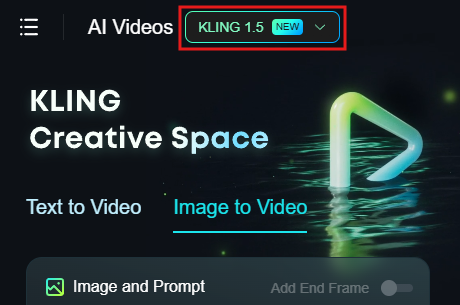 AI Videos KLING 1.5 NEW
KLING
Creative Space
Text to Video Image to Video
Image and Prompt Add End Frame